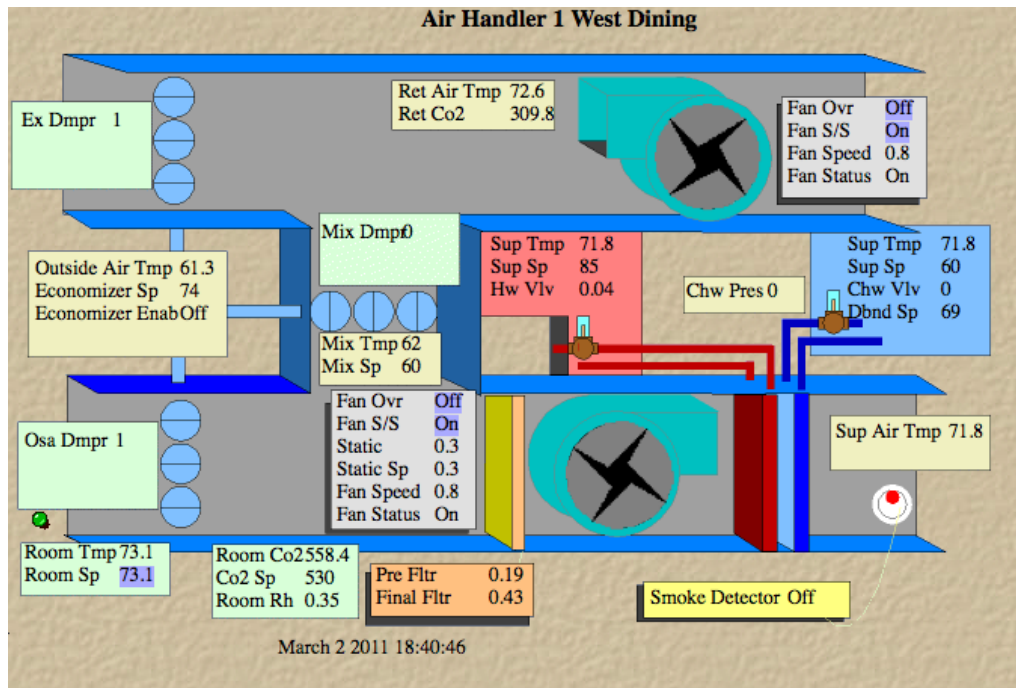 Air Handler 1 West Dining
Ex Dmpr 1
Ret Air Tmp 72.6
Ret Co2 309.8
Fan Ovr Off
Fan S/S On
Fan Speed 0.8
Fan Status On
Outside Air Tmp 61.3
Economizer Sp 74
Economizer Enab Off
Mix Dmpr 0
Mix Tmp 62
Mix Sp 60
Sup Tmp 71.8
Sup Sp 85
Hw Vlv 0.04
Chw Pres 0
Sup Tmp 71.8
Sup Sp 60
Chw Vlv 0
Dbnd Sp 69
Osa Dmpr 1
Fan Ovr Off
Fan S/S On
Static 0.3
Static Sp 0.3
Fan Speed 0.8
Fan Status On
Sup Air Tmp 71.8
Room Tmp 73.1
Room Sp 73.1
Room Co2 558.4
Co2 Sp 530
Room Rh 0.35
Pre Fltr 0.19
Final Fltr 0.43
Smoke Detector Off
March 2 2011 18:40:46